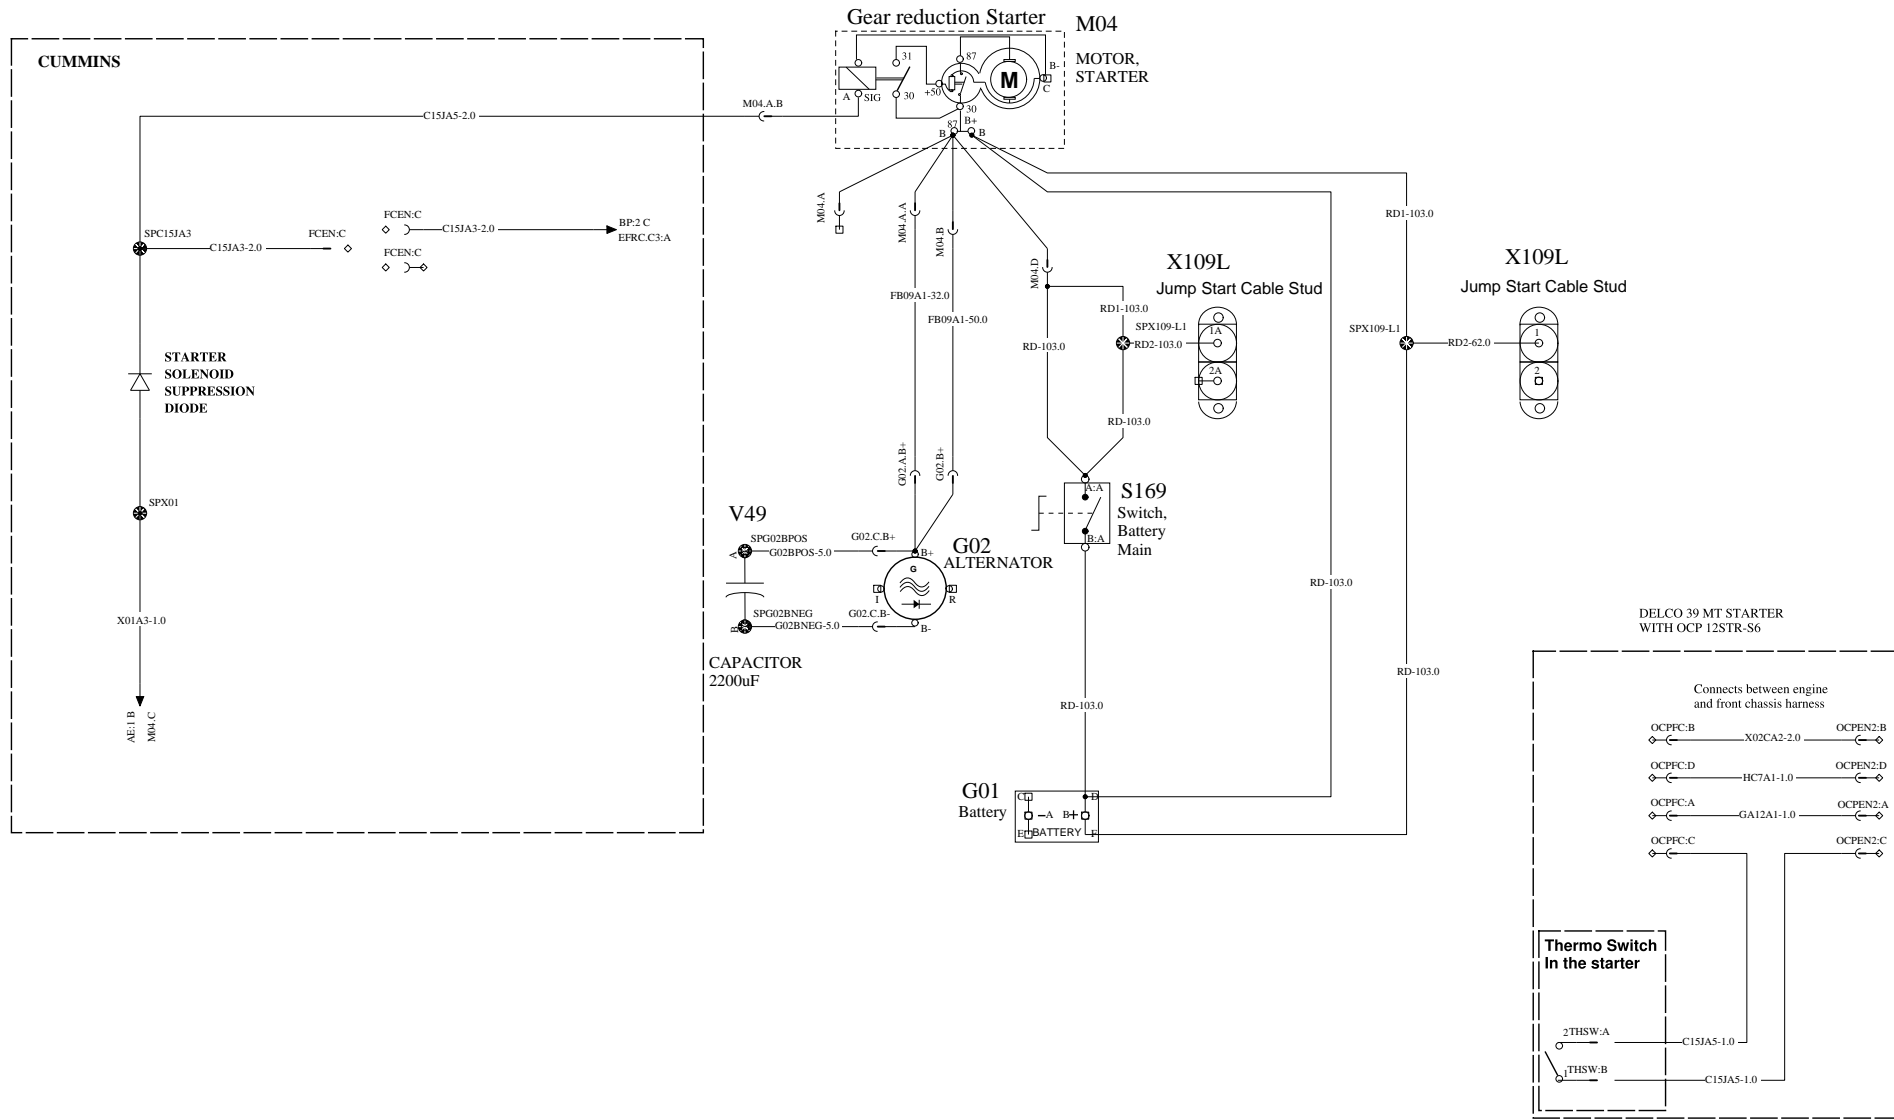 Gear reduction Starter
M04
MOTOR,
STARTER
CUMMINS
31
87
B-
C
M
A
SIG
30
+50
30
87
B+
B
B
M04.A.B
C15JA5-2.0
M04.A
M04.A.A
M04.B
M04.D
SPC15JA3
C15JA3-2.0
FCEN:C
FCEN:C
C15JA3-2.0
BP:2 C
EFRC.C3:A
FCEN:C
STARTER
SOLENOID
SUPPRESSION
DIODE
SPX01
X01A3-1.0
AE:1 B
M04.C
FB09A1-32.0
FB09A1-50.0
RD1-103.0
RD-103.0
SPX109-L1
RD2-103.0
RD-103.0
X109L
Jump Start Cable Stud
1A
2A
RD1-103.0
X109L
Jump Start Cable Stud
SPX109-L1
RD2-62.0
1
2
G02.A.B+
G02.B+
V49
SPG02BPOS
G02BPOS-5.0
G02.C.B+
A
B+
G02
ALTERNATOR
G
I
R
SPG02BNEG
G02BNEG-5.0
G02.C.B-
B
B-
CAPACITOR
2200uF
A:A
S169
Switch,
Battery
Main
B:A
RD-103.0
RD-103.0
RD-103.0
G01
Battery
C
D
-A
B+
E
BATTERY
F
DELCO 39 MT STARTER
WITH OCP 12STR-S6
Connects between engine
and front chassis harness
OCPFC:B
X02CA2-2.0
OCPEN2:B
OCPFC:D
HC7A1-1.0
OCPEN2:D
OCPFC:A
GA12A1-1.0
OCPEN2:A
OCPFC:C
OCPEN2:C
Thermo Switch
In the starter
2
THSW:A
C15JA5-1.0
1
THSW:B
C15JA5-1.0